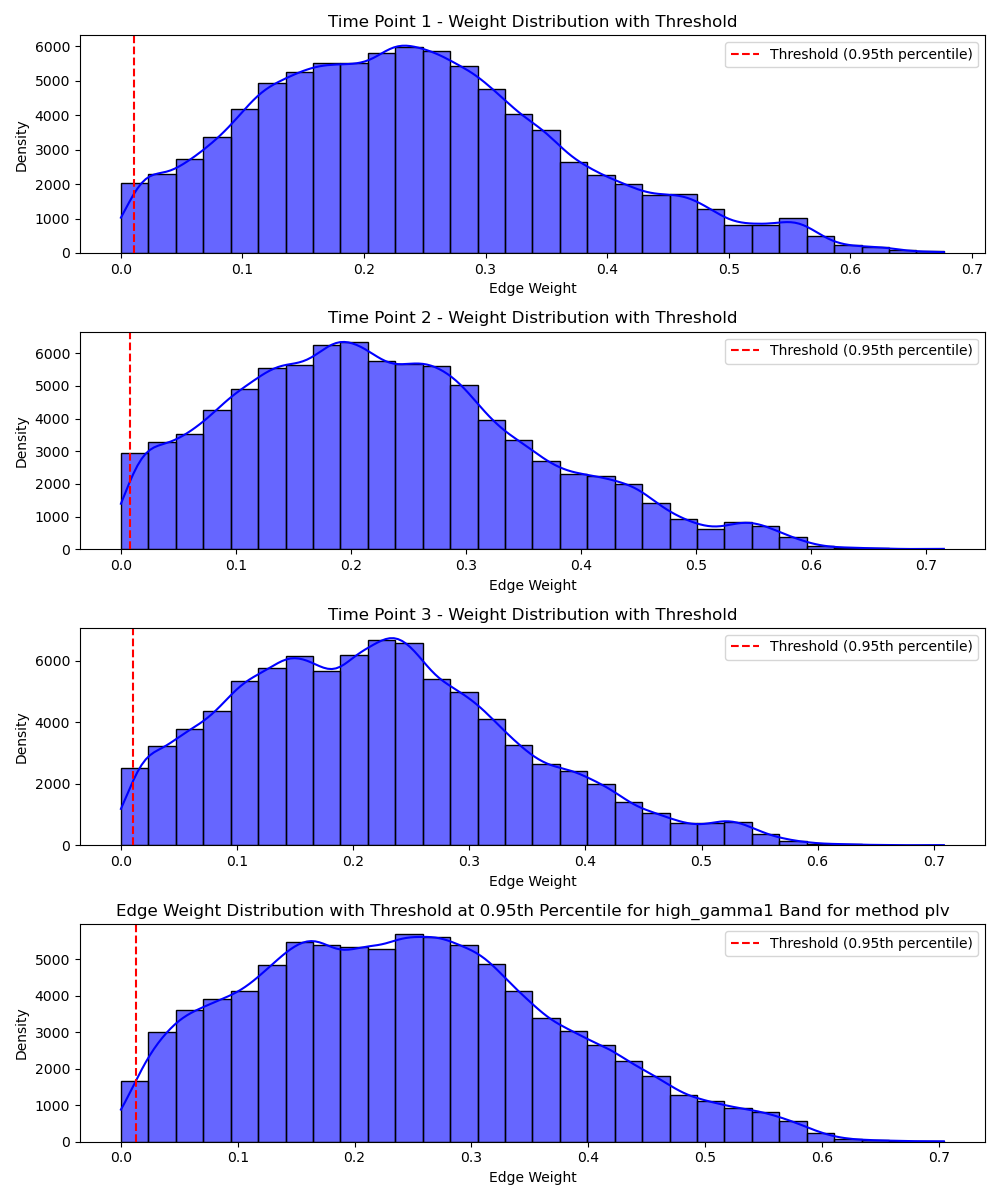 Time Point 1 - Weight Distribution with Threshold
Threshold (0.95th percentile)
Density
6000
5000
4000
3000
2000
1000
0
0.0 0.1 0.2 0.3 0.4 0.5 0.6 0.7
Edge Weight
Time Point 2 - Weight Distribution with Threshold
Threshold (0.95th percentile)
Density
6000
5000
4000
3000
2000
1000
0
0.0 0.1 0.2 0.3 0.4 0.5 0.6 0.7
Edge Weight
Time Point 3 - Weight Distribution with Threshold
Threshold (0.95th percentile)
Density
6000
4000
2000
0
0.0 0.1 0.2 0.3 0.4 0.5 0.6 0.7
Edge Weight
Edge Weight Distribution with Threshold at 0.95th Percentile for high_gamma1 Band for method plv
Threshold (0.95th percentile)
Density
5000
4000
3000
2000
1000
0
0.0 0.1 0.2 0.3 0.4 0.5 0.6 0.7
Edge Weight